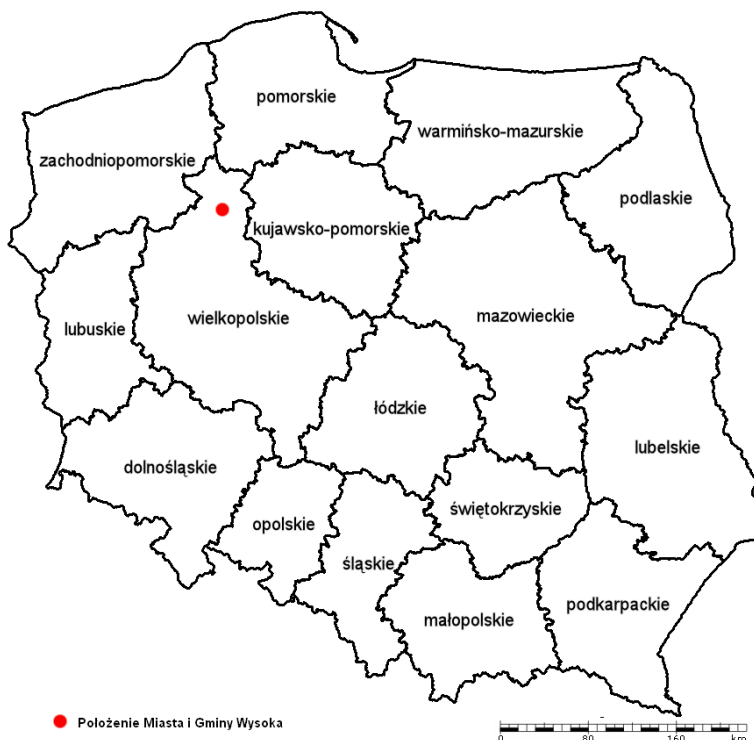 pomorskie
warmińsko-mazurskie
zachodniopomorskie
podlaskie
kujawsko-pomorskie
wielkopolskie
mazowieckie
lubuskie
łódzkie
lubelskie
dolnośląskie
świętokrzyskie
opolskie
śląskie
podkarpackie
małopolskie
Położenie Miasta i Gminy Wysoka
0 80 160 km